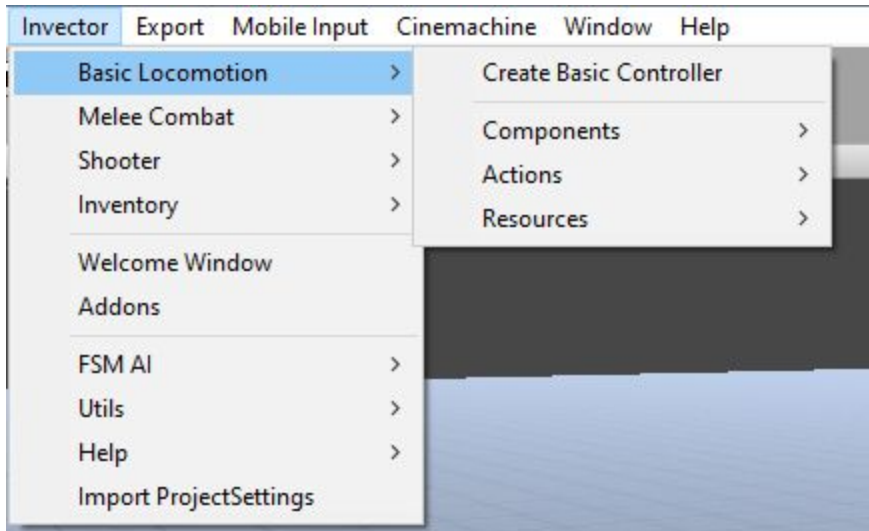 Invector Export Mobile Input Cinemachine Window Help
Basic Locomotion >
Melee Combat >
Shooter >
Inventory >
Welcome Window
Addons
FSM AI >
Utils >
Help >
Import ProjectSettings
Create Basic Controller
Components >
Actions >
Resources >